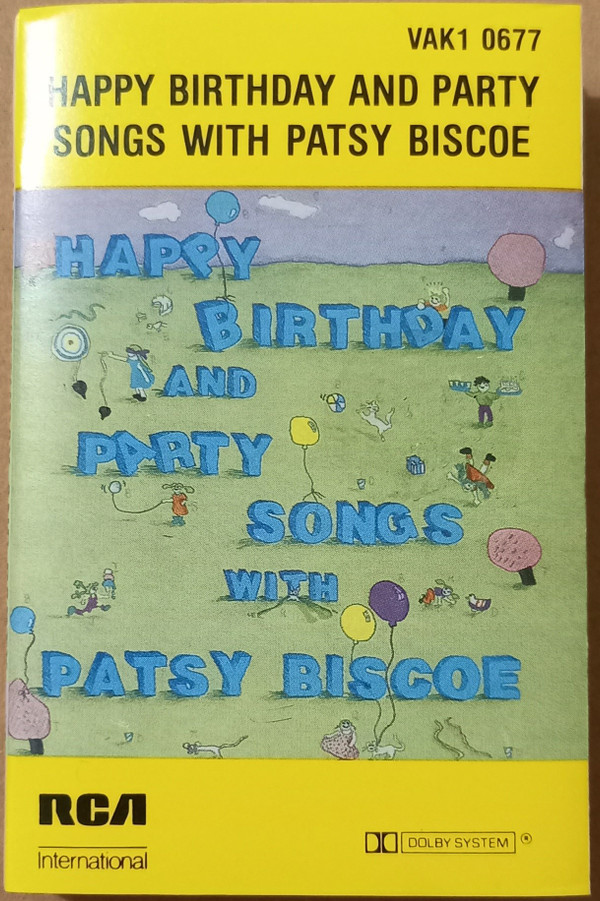 VAK1 0677
HAPPY BIRTHDAY AND PARTY
SONGS WITH PATSY BISCOE
HAPPY
BIRTHDAY
AND
PARTY
SONGS
WITH
PATSY BISCOE
RCA
International
DOLBY SYSTEM ®